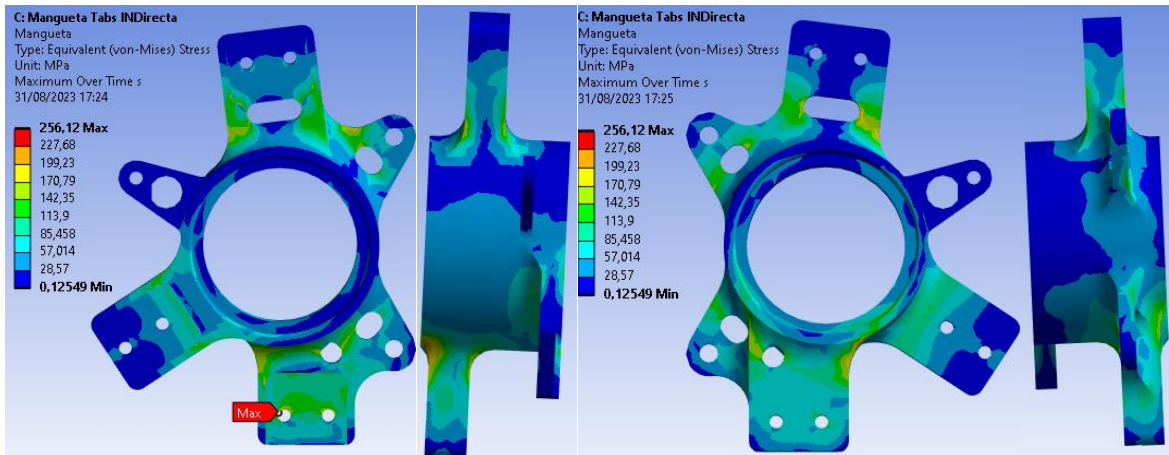 C: Mangueta Tabs INDirecta
Mangueta
Type: Equivalent (von-Mises) Stress
Unit: MPa
Maximum Over Time s
31/08/2023 17:24
256,12 Max
227,68
199,23
170,79
142,35
113,9
85,458
57,014
28,57
0,12549 Min
Max
C: Mangueta Tabs INDirecta
Mangueta
Type: Equivalent (von-Mises) Stress
Unit: MPa
Maximum Over Time s
31/08/2023 17:25
256,12 Max
227,68
199,23
170,79
142,35
113,9
85,458
57,014
28,57
0,12549 Min